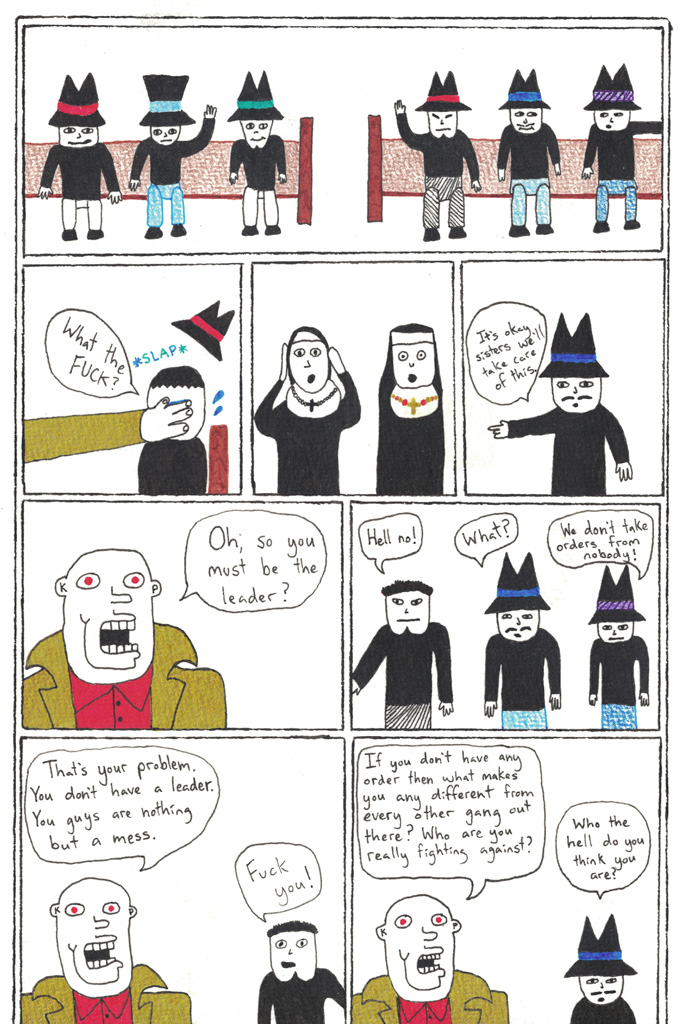 What the
FUCK?
*SLAP*
It's okay
sisters we'll
take care
of this.
Oh, so you
must be the
leader?
K
P
Hell no!
What?
We don't take
orders from
nobody!
That's your problem.
You don't have a leader.
You guys are nothing
but a mess.
K
P
Fuck
you!
If you don't have any
order then what makes
you any different from
every other gang out
there? Who are you
really fighting against?
K
P
Who the
hell do you
think you
are?